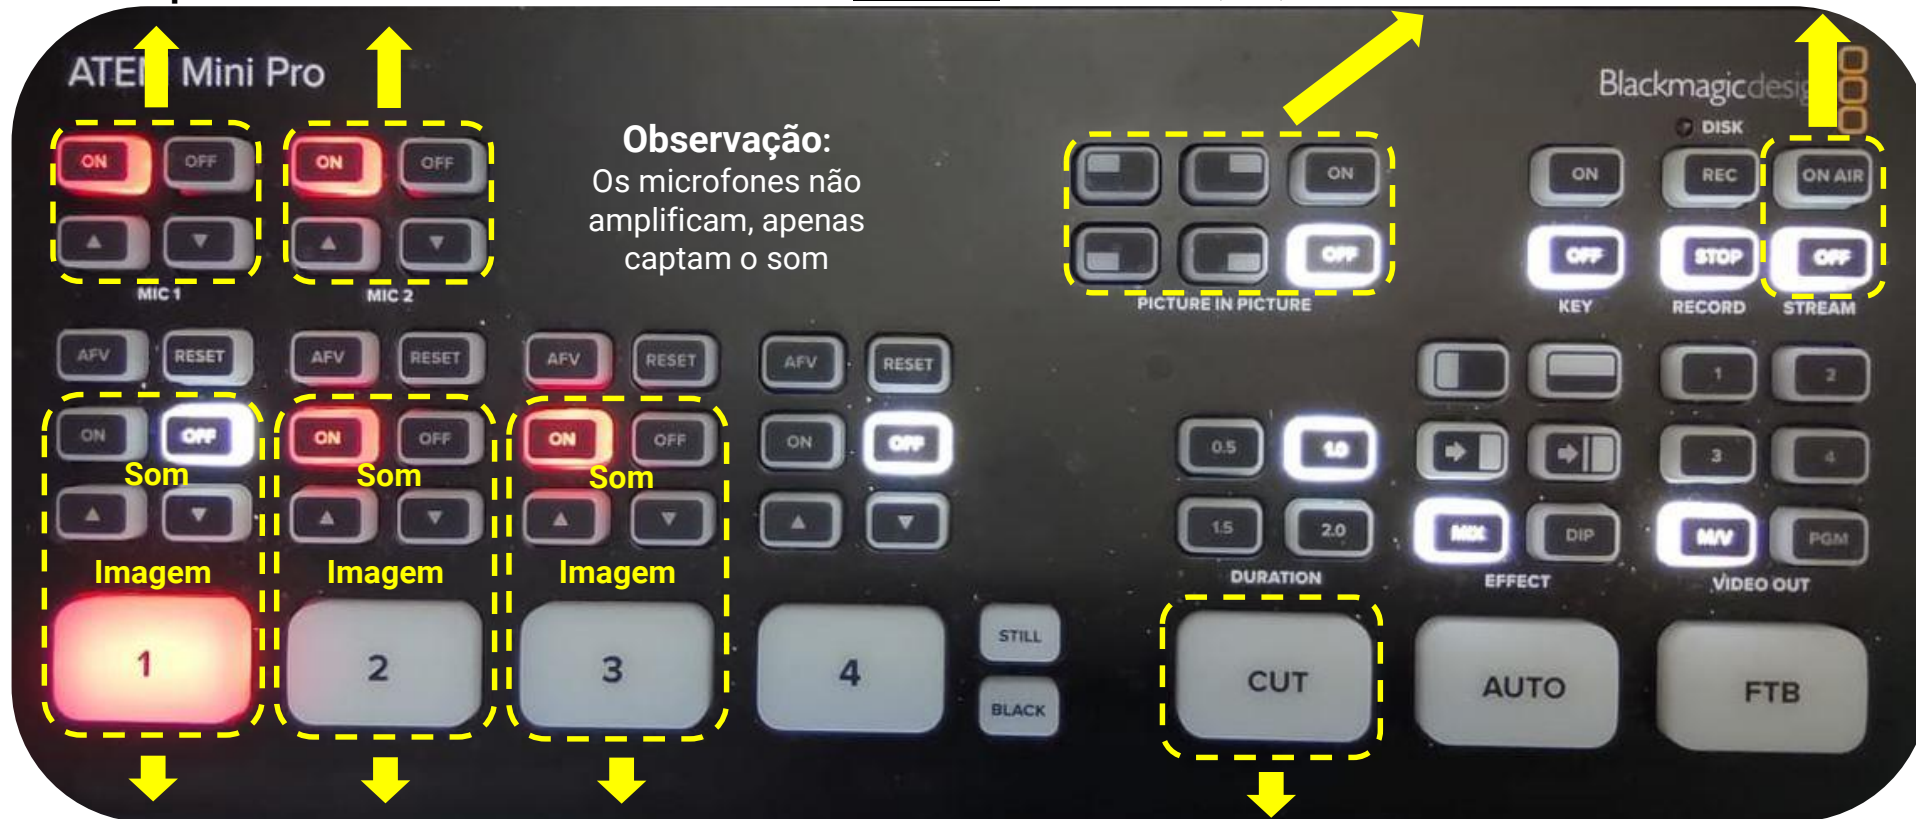 ATEM Mini Pro
Blackmagicdesign
Observação:
Os microfones não
amplificam, apenas
captam o som
DISK
ON OFF ON OFF ON ON REC ON AIR
OFF OFF STOP OFF
MIC 1 MIC 2 PICTURE IN PICTURE KEY RECORD STREAM
AFV RESET AFV RESET AFV RESET AFV RESET 1 2
ON OFF ON OFF ON OFF ON OFF 0.5 1.0 3 4
Som Som Som
1.5 2.0 MIX DIP M/V PGM
Imagem Imagem Imagem DURATION EFFECT VIDEO OUT
1 2 3 4 STILL CUT AUTO FTB
BLACK